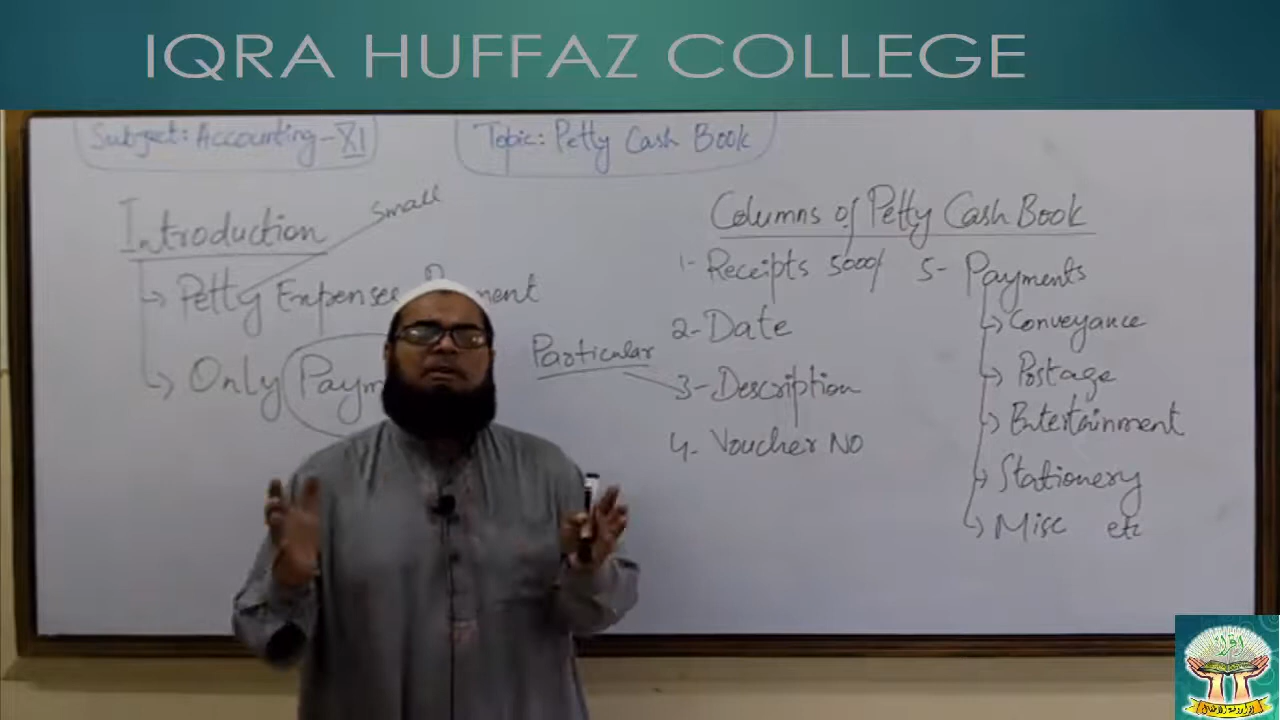 IQRA HUFFAZ COLLEGE
Subject: Accounting-XI
Topic: Petty Cash Book
Introduction
small
Petty Expenses
Only
Columns of Petty Cash Book
1- Receipts 5000/
2- Date
Particular
3- Description
4. Voucher NO
5- Payments
Conveyance
Postage
Entertainment
Stationery
Misc etc